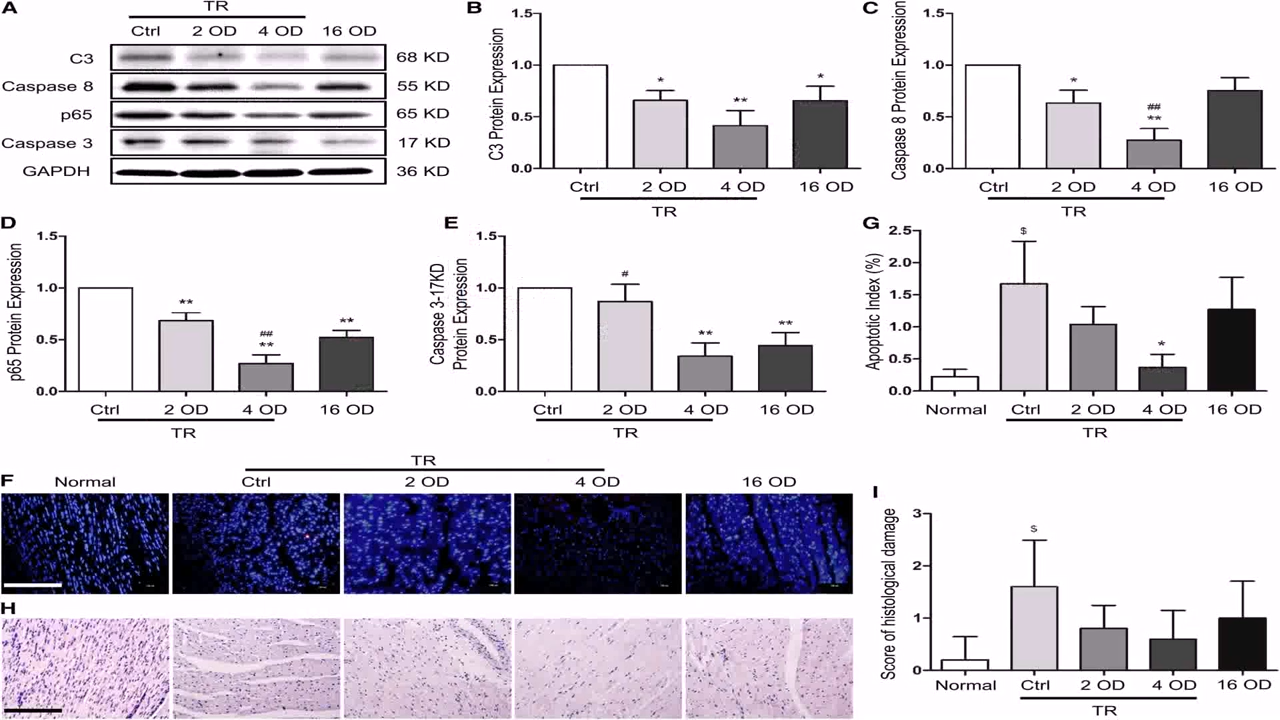 A
TR
Ctrl 2 OD 4 OD 16 OD
C3 68 KD
Caspase 8 55 KD
p65 65 KD
Caspase 3 17 KD
GAPDH 36 KD
B
C3 Protein Expression
1.5
1.0
0.5
0.0
*
**
*
Ctrl 2 OD 4 OD 16 OD
TR
C
Caspase 8 Protein Expression
1.5
1.0
0.5
0.0
*
##
**
Ctrl 2 OD 4 OD 16 OD
TR
D
p65 Protein Expression
1.5
1.0
0.5
0.0
**
##
**
**
Ctrl 2 OD 4 OD 16 OD
TR
E
Caspase 3-17KD
Protein Expression
1.5
1.0
0.5
0.0
#
**
**
Ctrl 2 OD 4 OD 16 OD
TR
G
Apoptotic Index (%)
2.5
2.0
1.5
1.0
0.5
0.0
$
*
Normal Ctrl 2 OD 4 OD 16 OD
TR
F
TR
Normal Ctrl 2 OD 4 OD 16 OD
H
I
Score of histological damage
3
2
1
0
$
Normal Ctrl 2 OD 4 OD 16 OD
TR